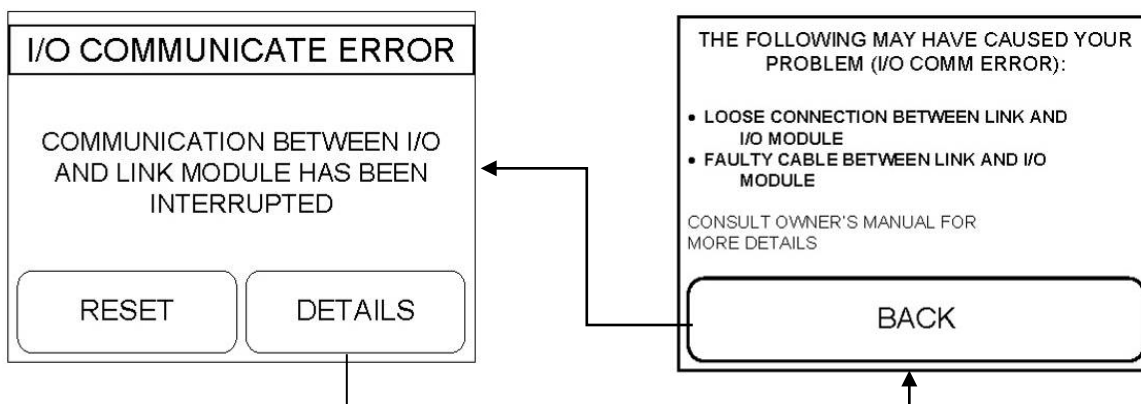 I/O COMMUNICATE ERROR
COMMUNICATION BETWEEN I/O
AND LINK MODULE HAS BEEN
INTERRUPTED
RESET
DETAILS
THE FOLLOWING MAY HAVE CAUSED YOUR
PROBLEM (I/O COMM ERROR):
• LOOSE CONNECTION BETWEEN LINK AND
I/O MODULE
• FAULTY CABLE BETWEEN LINK AND I/O
MODULE
CONSULT OWNER'S MANUAL FOR
MORE DETAILS
BACK